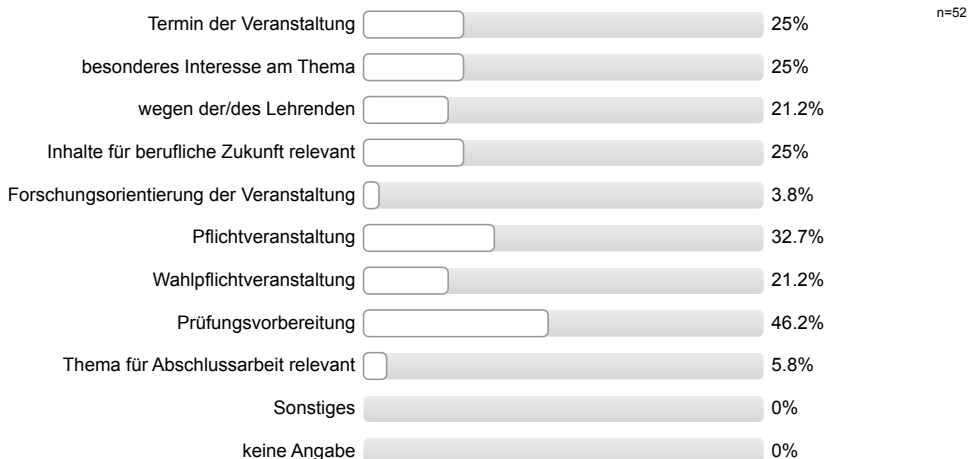 n=52
Termin der Veranstaltung 25%
besonderes Interesse am Thema 25%
wegen der/des Lehrenden 21.2%
Inhalte für berufliche Zukunft relevant 25%
Forschungsorientierung der Veranstaltung 3.8%
Pflichtveranstaltung 32.7%
Wahlpflichtveranstaltung 21.2%
Prüfungsvorbereitung 46.2%
Thema für Abschlussarbeit relevant 5.8%
Sonstiges 0%
keine Angabe 0%